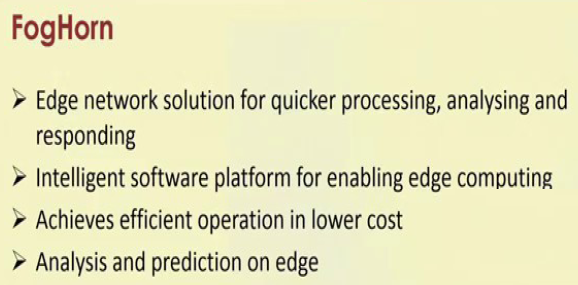 FogHorn
➢ Edge network solution for quicker processing, analysing and
responding
➢ Intelligent software platform for enabling edge computing
➢ Achieves efficient operation in lower cost
➢ Analysis and prediction on edge